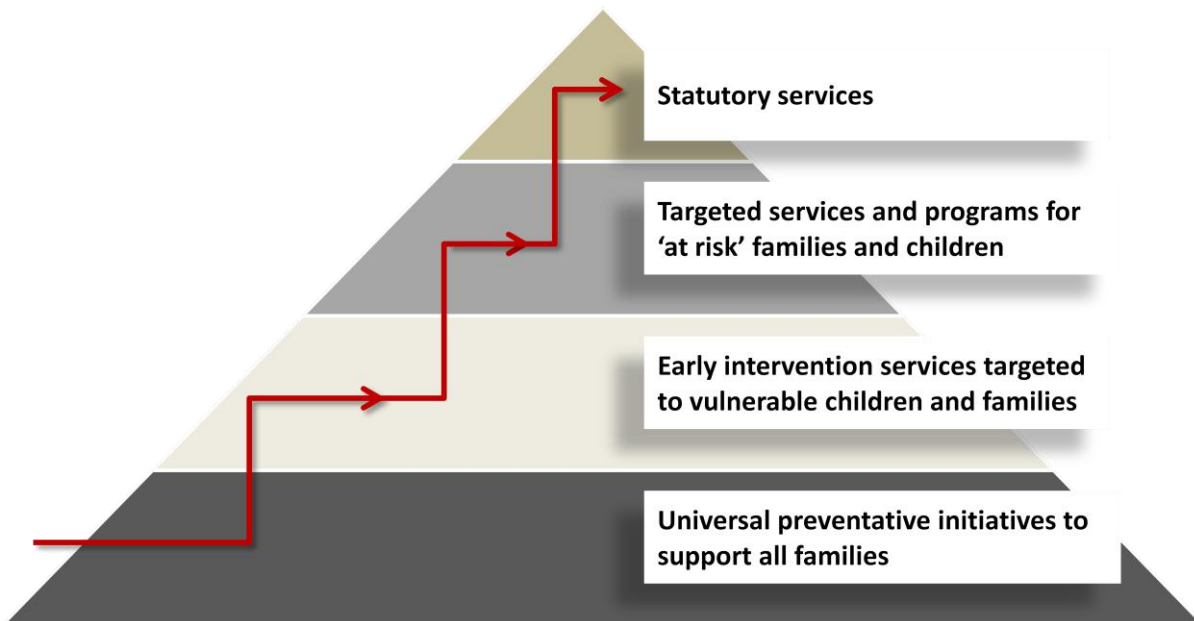 Statutory services
Targeted services and programs for
‘at risk’ families and children
Early intervention services targeted
to vulnerable children and families
Universal preventative initiatives to
support all families